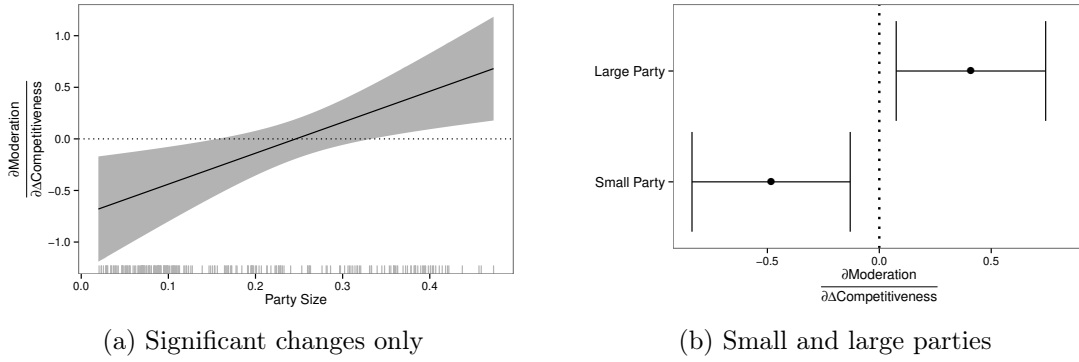 1.0
0.5
0.0
−0.5
−1.0
∂Moderation
∂ΔCompetitiveness
0.0 0.1 0.2 0.3 0.4
Party Size
(a) Significant changes only
Large Party
Small Party
−0.5 0.0 0.5
∂Moderation
∂ΔCompetitiveness
(b) Small and large parties